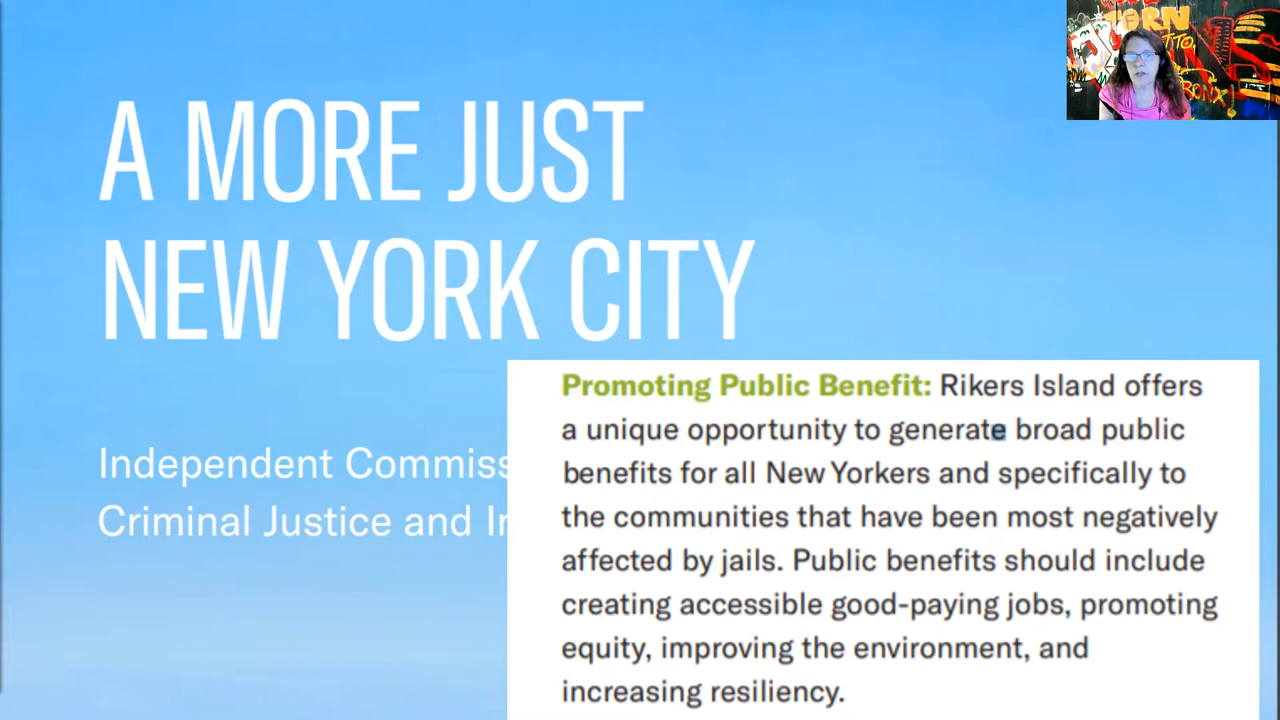 A MORE JUST
NEW YORK CITY
Independent
Criminal Justice and
Promoting Public Benefit: Rikers Island offers
a unique opportunity to generate broad public
benefits for all New Yorkers and specifically to
the communities that have been most negatively
affected by jails. Public benefits should include
creating accessible good-paying jobs, promoting
equity, improving the environment, and
increasing resiliency.
BRONX